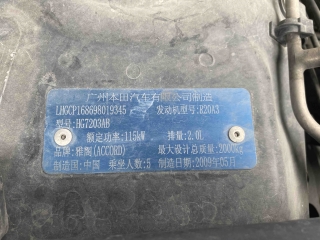 广州本田汽车有限公司制造
LHGCP168698019345 发动机型号:R20A3
型号:HG7203AB
额定功率:115kW 排量:2.0L
品牌:雅阁(ACCORD) 最大设计总质量:2000kg
制造国:中国 乘坐人数:5 制造日期:2009年05月